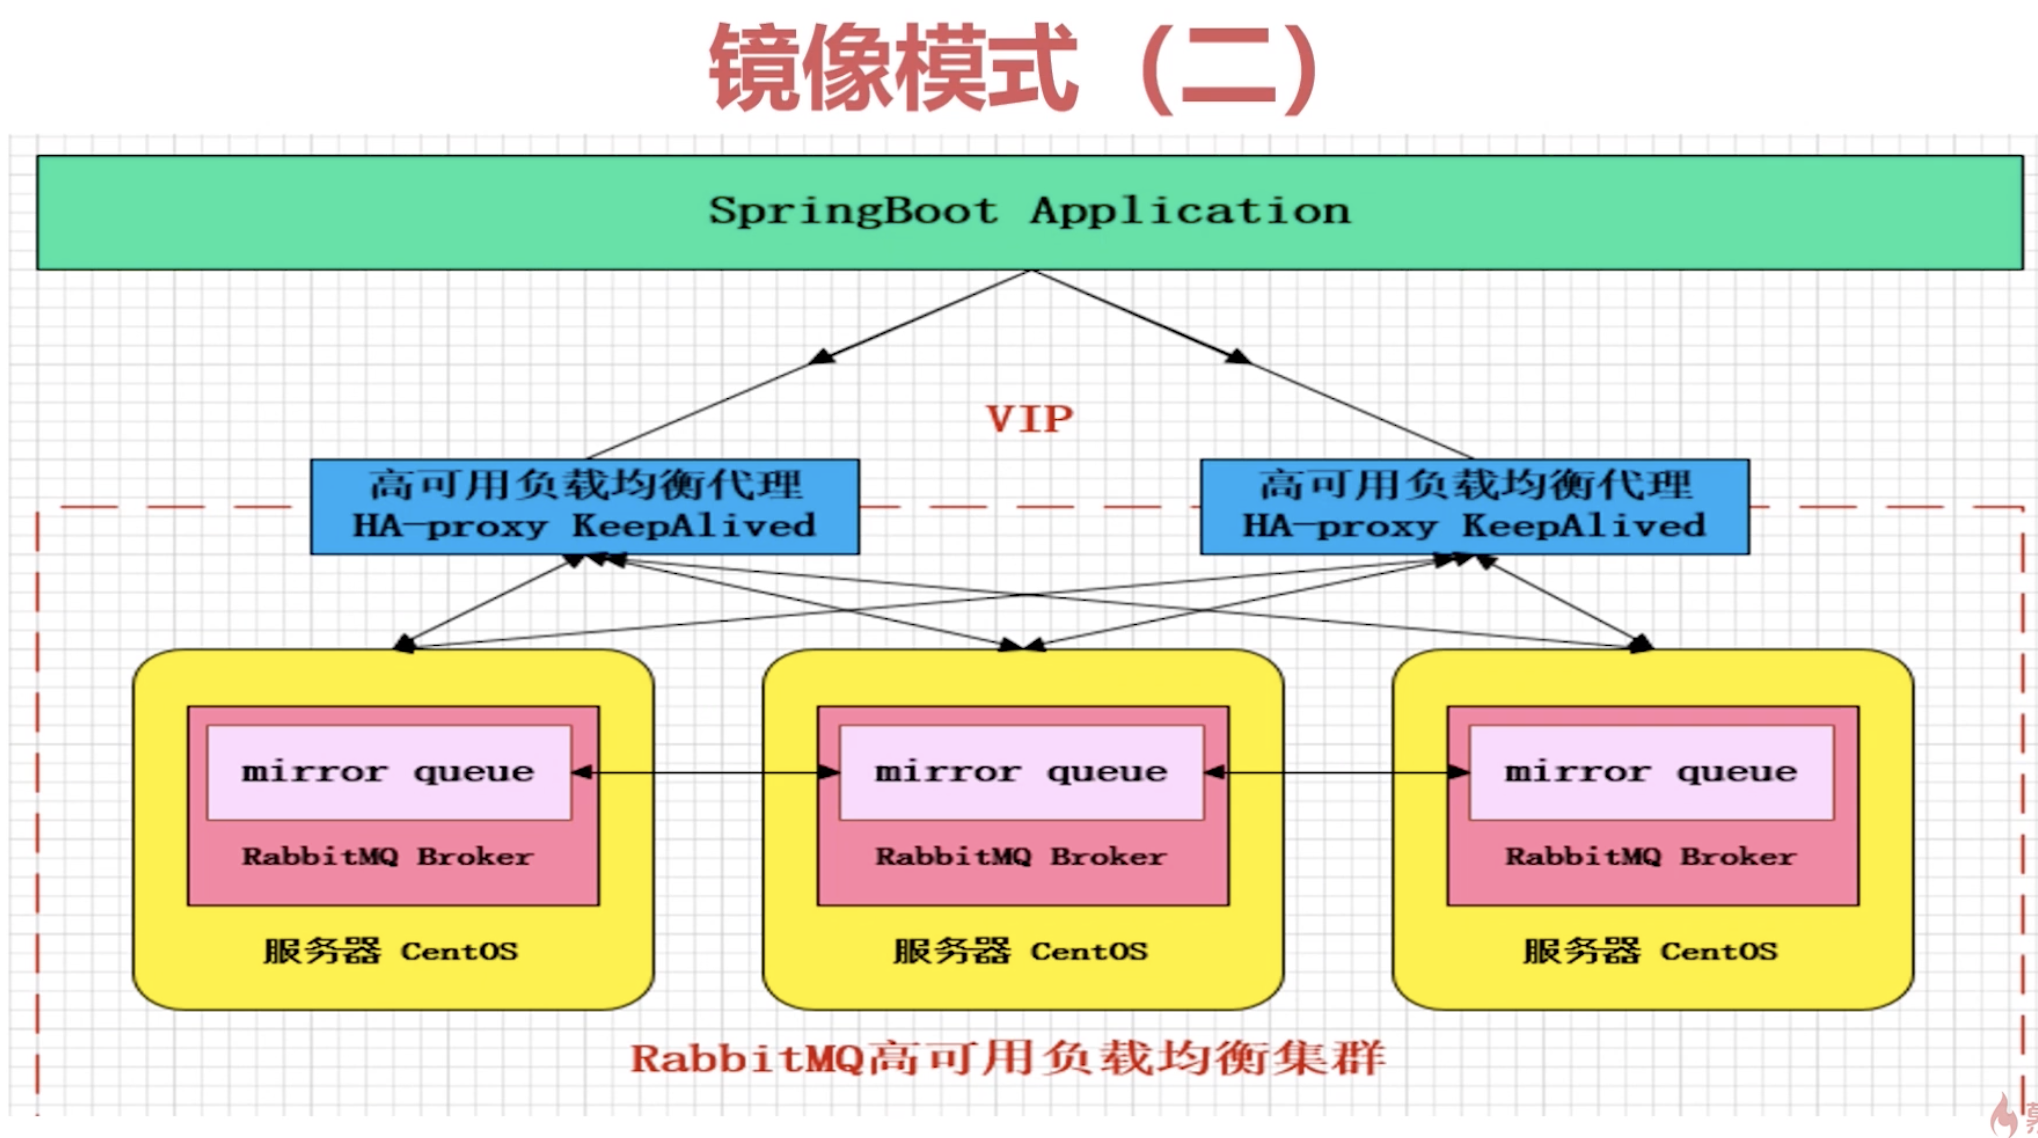 镜像模式（二）
SpringBoot Application
VIP
高可用负载均衡代理
HA-proxy KeepAlived
高可用负载均衡代理
HA-proxy KeepAlived
mirror queue
RabbitMQ Broker
服务器 CentOS
mirror queue
RabbitMQ Broker
服务器 CentOS
mirror queue
RabbitMQ Broker
服务器 CentOS
RabbitMQ高可用负载均衡集群